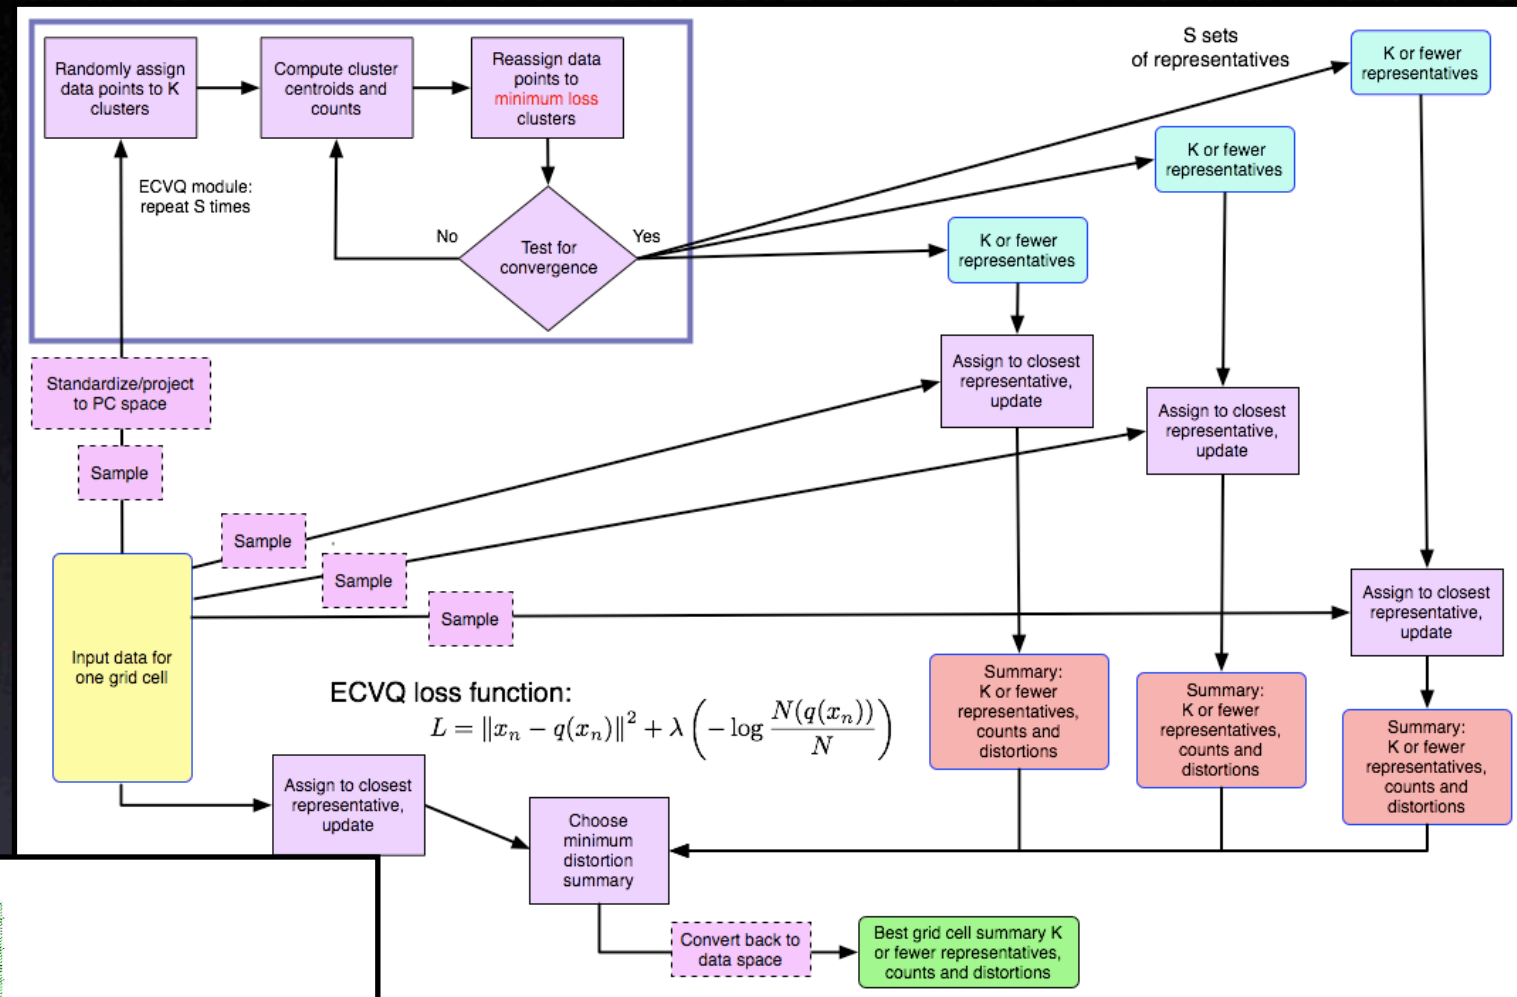 Randomly assign
data points to K
clusters
Compute cluster
centroids and
counts
Reassign data
points to
minimum loss
clusters
ECVQ module:
repeat S times
No
Test for
convergence
Yes
S sets
of representatives
K or fewer
representatives
K or fewer
representatives
K or fewer
representatives
Standardize/project
to PC space
Sample
Assign to closest
representative,
update
Assign to closest
representative,
update
Sample
Sample
Sample
Assign to closest
representative,
update
Input data for
one grid cell
ECVQ loss function:
L = ‖xₙ − q(xₙ)‖² + λ (− log N(q(xₙ))/N)
Summary:
K or fewer
representatives,
counts and
distortions
Summary:
K or fewer
representatives,
counts and
distortions
Summary:
K or fewer
representatives,
counts and
distortions
Assign to closest
representative,
update
Choose
minimum
distortion
summary
Convert back to
data space
Best grid cell summary K
or fewer representatives,
counts and distortions